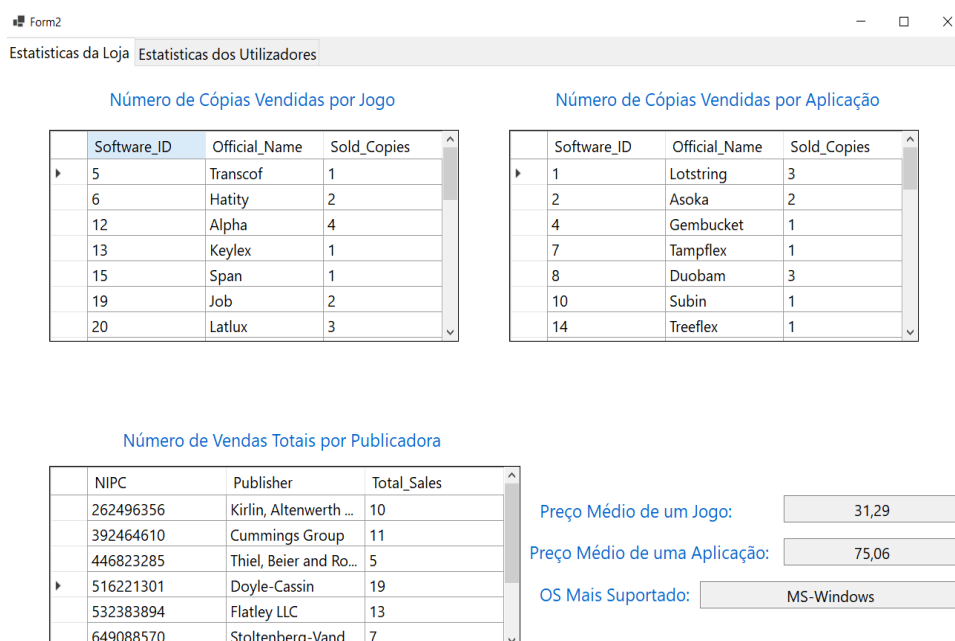 Form2
Estatisticas da Loja Estatisticas dos Utilizadores
Número de Cópias Vendidas por Jogo
Software_ID Official_Name Sold_Copies
5 Transcof 1
6 Hatity 2
12 Alpha 4
13 Keylex 1
15 Span 1
19 Job 2
20 Latlux 3
Número de Cópias Vendidas por Aplicação
Software_ID Official_Name Sold_Copies
1 Lotstring 3
2 Asoka 2
4 Gembucket 1
7 Tampflex 1
8 Duobam 3
10 Subin 1
14 Treeflex 1
Número de Vendas Totais por Publicadora
NIPC Publisher Total_Sales
262496356 Kirlin, Altenwerth ... 10
392464610 Cummings Group 11
446823285 Thiel, Beier and Ro... 5
516221301 Doyle-Cassin 19
532383894 Flatley LLC 13
649088570 Stoltenberg-Vand 7
Preço Médio de um Jogo: 31,29
Preço Médio de uma Aplicação: 75,06
OS Mais Suportado: MS-Windows